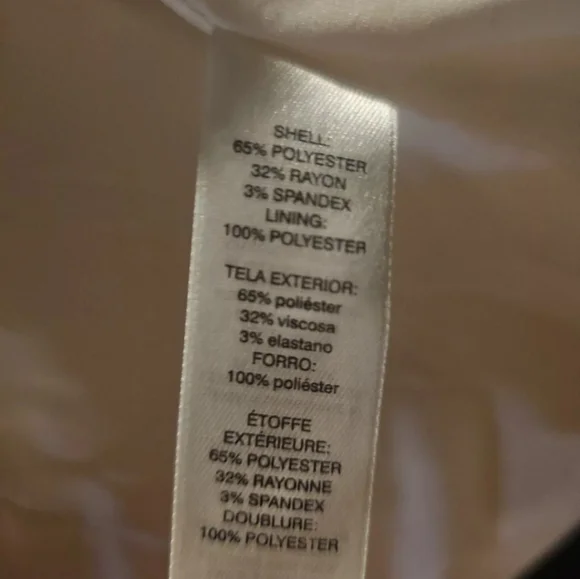 SHELL:
65% POLYESTER
32% RAYON
3% SPANDEX
LINING:
100% POLYESTER
TELA EXTERIOR:
65% poliéster
32% viscosa
3% elastano
FORRO:
100% poliéster
ÉTOFFE
EXTÉRIEURE:
65% POLYESTER
32% RAYONNE
3% SPANDEX
DOUBLURE:
100% POLYESTER